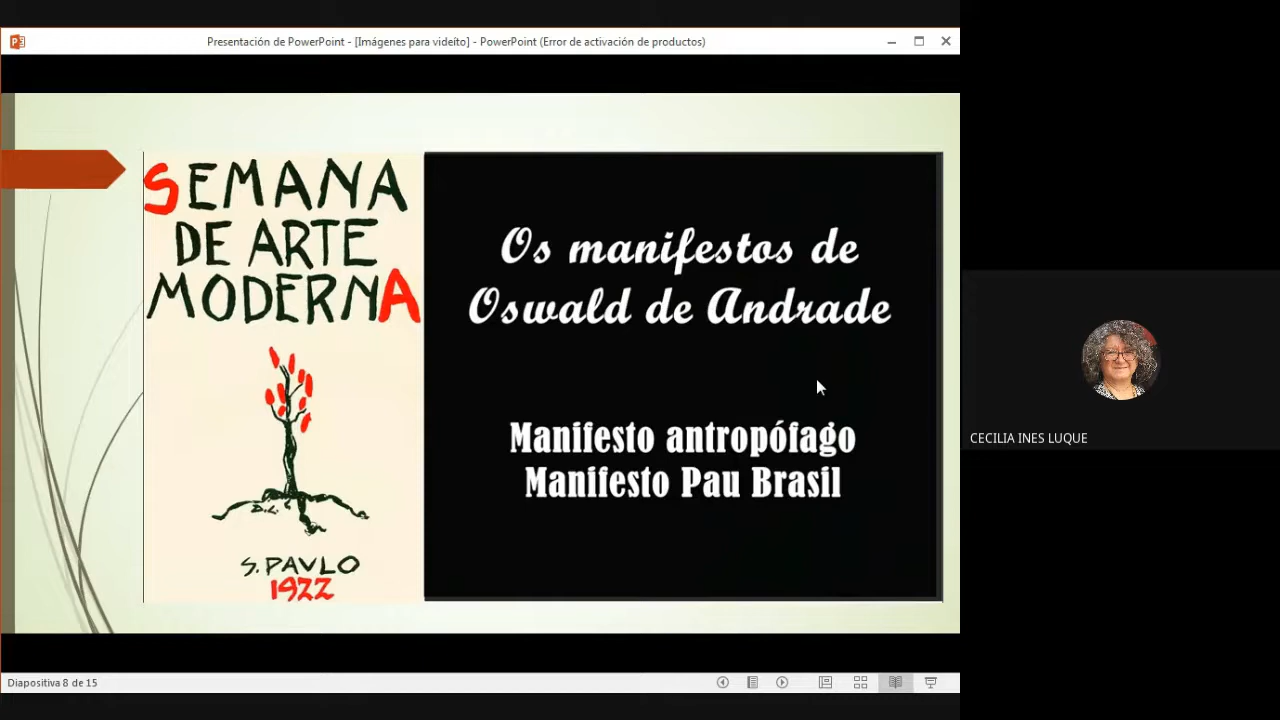 Presentación de PowerPoint - [Imágenes para videíto] - PowerPoint (Error de activación de productos)
SEMANA
DE ARTE
MODERNA
S. PAVLO
1922
Os manifestos de
Oswald de Andrade
Manifesto antropófago
Manifesto Pau Brasil
CECILIA INES LUQUE
Diapositiva 8 de 15